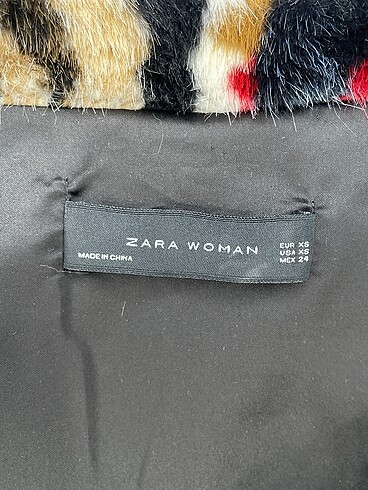 ZARA WOMAN
MADE IN CHINA
EUR XS
USA XS
MEX 24